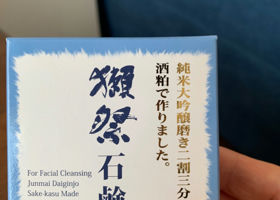 純米大吟醸磨き二割三分
酒粕で作りました。
獺祭石鹸
For Facial Cleansing
Junmai Daiginjo
Sake-kasu Made